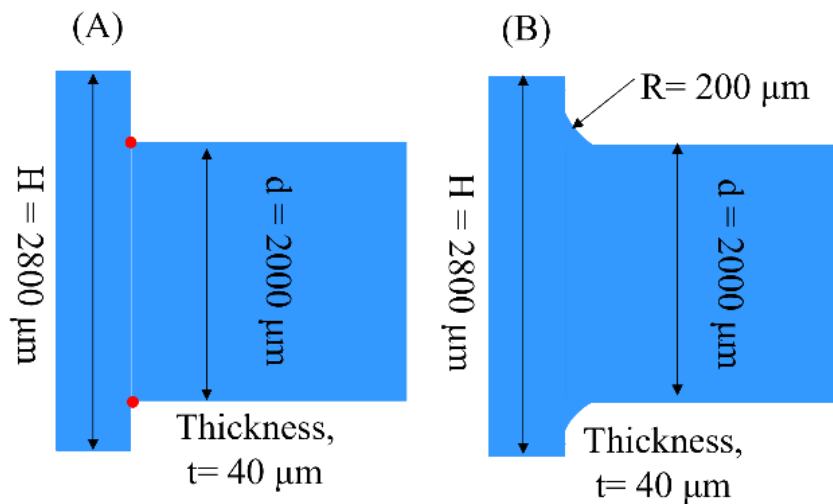 (A)
H = 2800 μm
d = 2000 μm
Thickness,
t= 40 μm
(B)
R= 200 μm
H = 2800 μm
d = 2000 μm
Thickness,
t= 40 μm